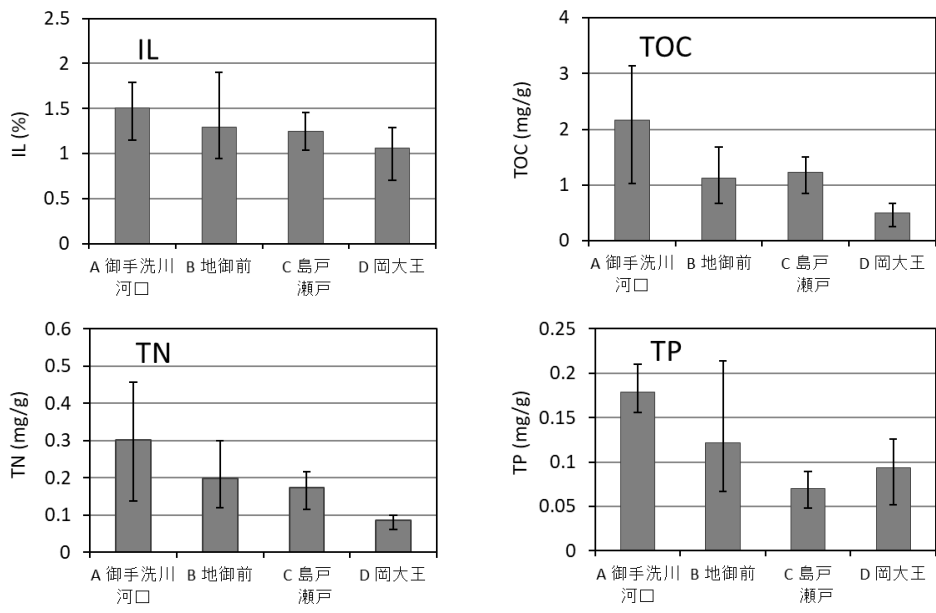 IL
IL (%)
2.5
2
1.5
1
0.5
0
A 御手洗川
河口
B 地御前
C 島戸
瀬戸
D 岡大王
TOC
TOC (mg/g)
4
3
2
1
0
A 御手洗川
河口
B 地御前
C 島戸
瀬戸
D 岡大王
TN
TN (mg/g)
0.6
0.5
0.4
0.3
0.2
0.1
0
A 御手洗川
河口
B 地御前
C 島戸
瀬戸
D 岡大王
TP
TP (mg/g)
0.25
0.2
0.15
0.1
0.05
0
A 御手洗川
河口
B 地御前
C 島戸
瀬戸
D 岡大王